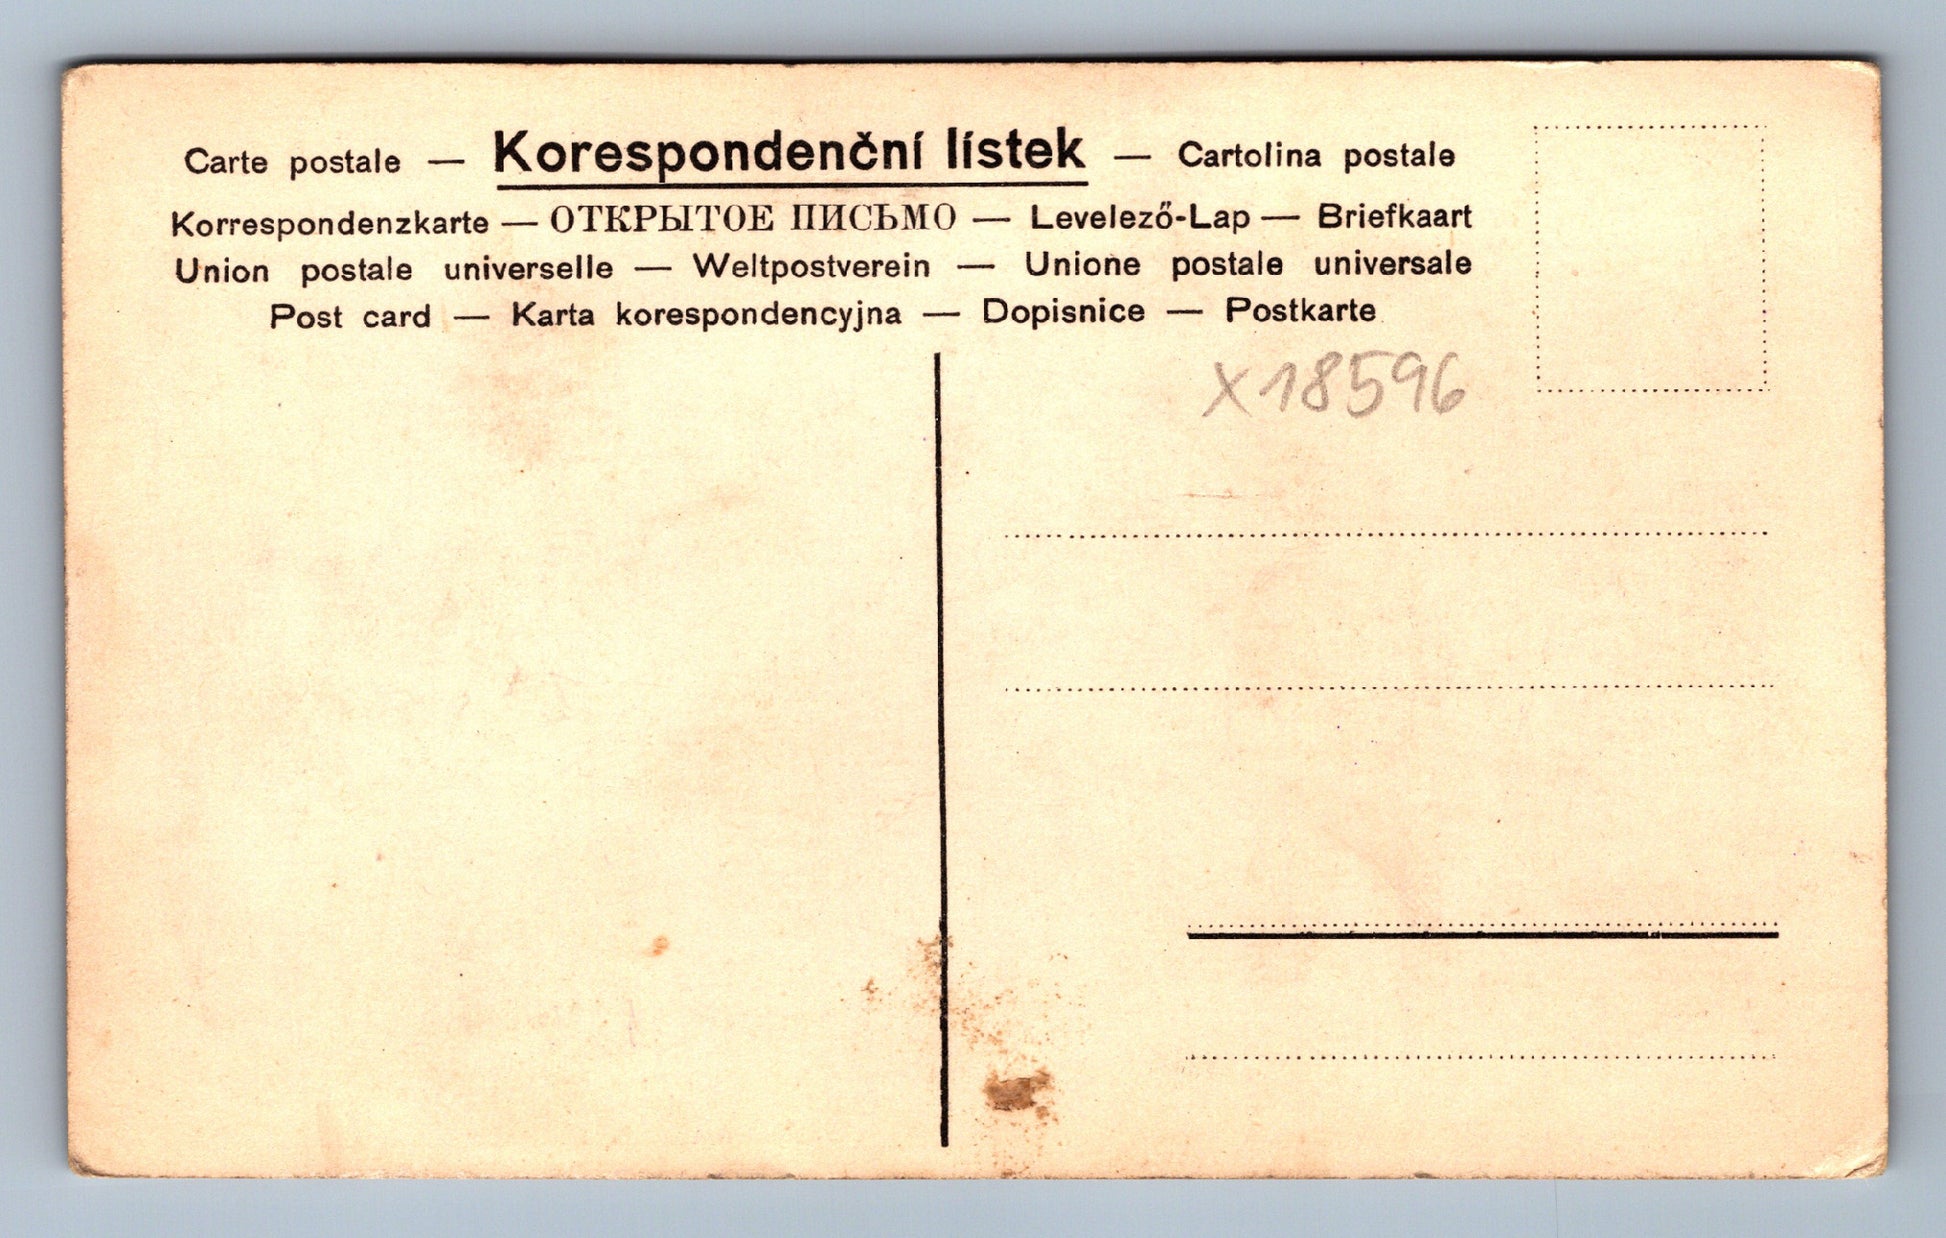 Carte postale — Korespondenční lístek — Cartolina postale
Korrespondenzkarte — ОТКРЫТОЕ ПИСЬМО — Levelező-Lap — Briefkaart
Union postale universelle — Weltpostverein — Unione postale universale
Post card — Karta korespondencyjna — Dopisnice — Postkarte
X18596